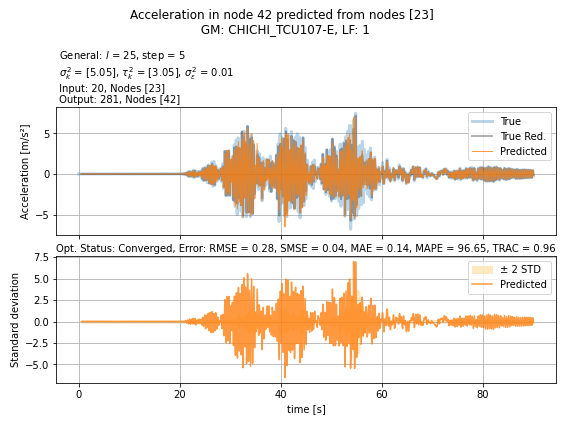 Acceleration in node 42 predicted from nodes [23]
GM: CHICHI_TCU107-E, LF: 1
General: l = 25, step = 5
σ²ₖ = [5.05], τ²ₖ = [3.05], σ²ε = 0.01
Input: 20, Nodes [23]
Output: 281, Nodes [42]
Acceleration [m/s²]
5
0
−5
True
True Red.
Predicted
Opt. Status: Converged, Error: RMSE = 0.28, SMSE = 0.04, MAE = 0.14, MAPE = 96.65, TRAC = 0.96
Standard deviation
7.5
5.0
2.5
0.0
−2.5
−5.0
± 2 STD
Predicted
0 20 40 60 80
time [s]